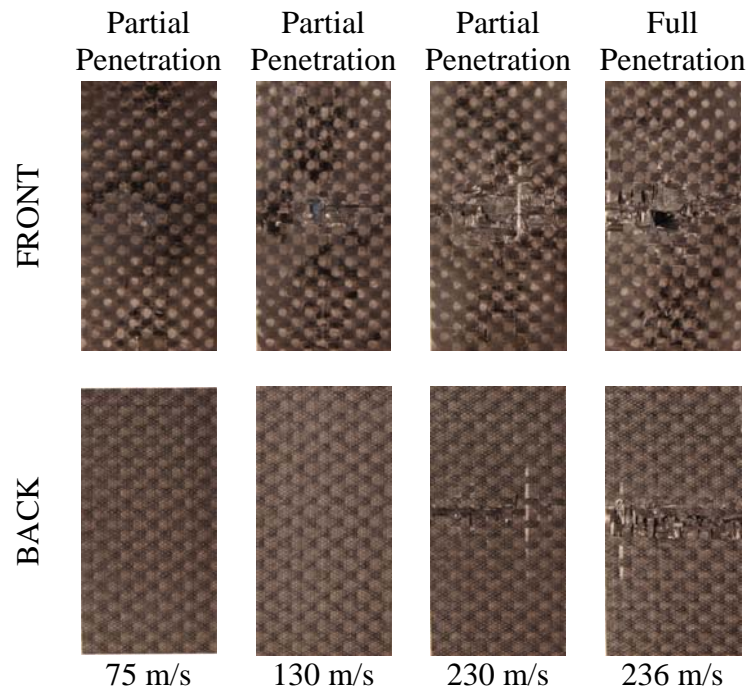 Partial Penetration
Partial Penetration
Partial Penetration
Full Penetration
FRONT
BACK
75 m/s
130 m/s
230 m/s
236 m/s